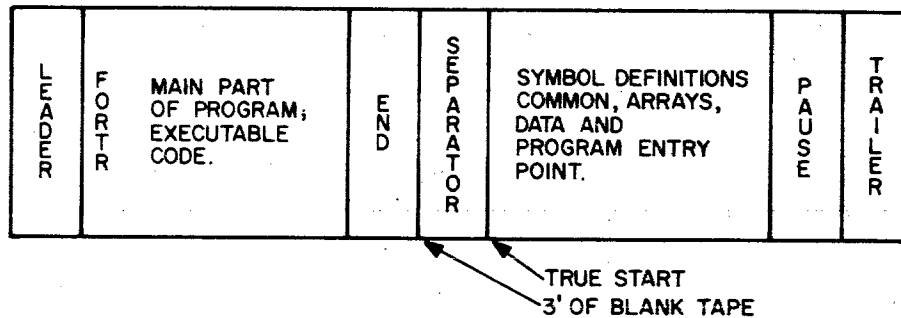 LEADER
FORTR
MAIN PART
OF PROGRAM;
EXECUTABLE
CODE.
END
SEPARATOR
SYMBOL DEFINITIONS
COMMON, ARRAYS,
DATA AND
PROGRAM ENTRY
POINT.
PAUSE
TRAILER
TRUE START
3' OF BLANK TAPE